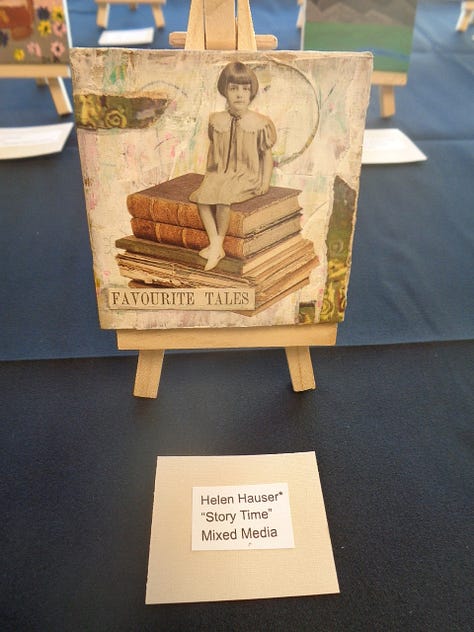 FAVOURITE TALES
Helen Hauser*
"Story Time"
Mixed Media